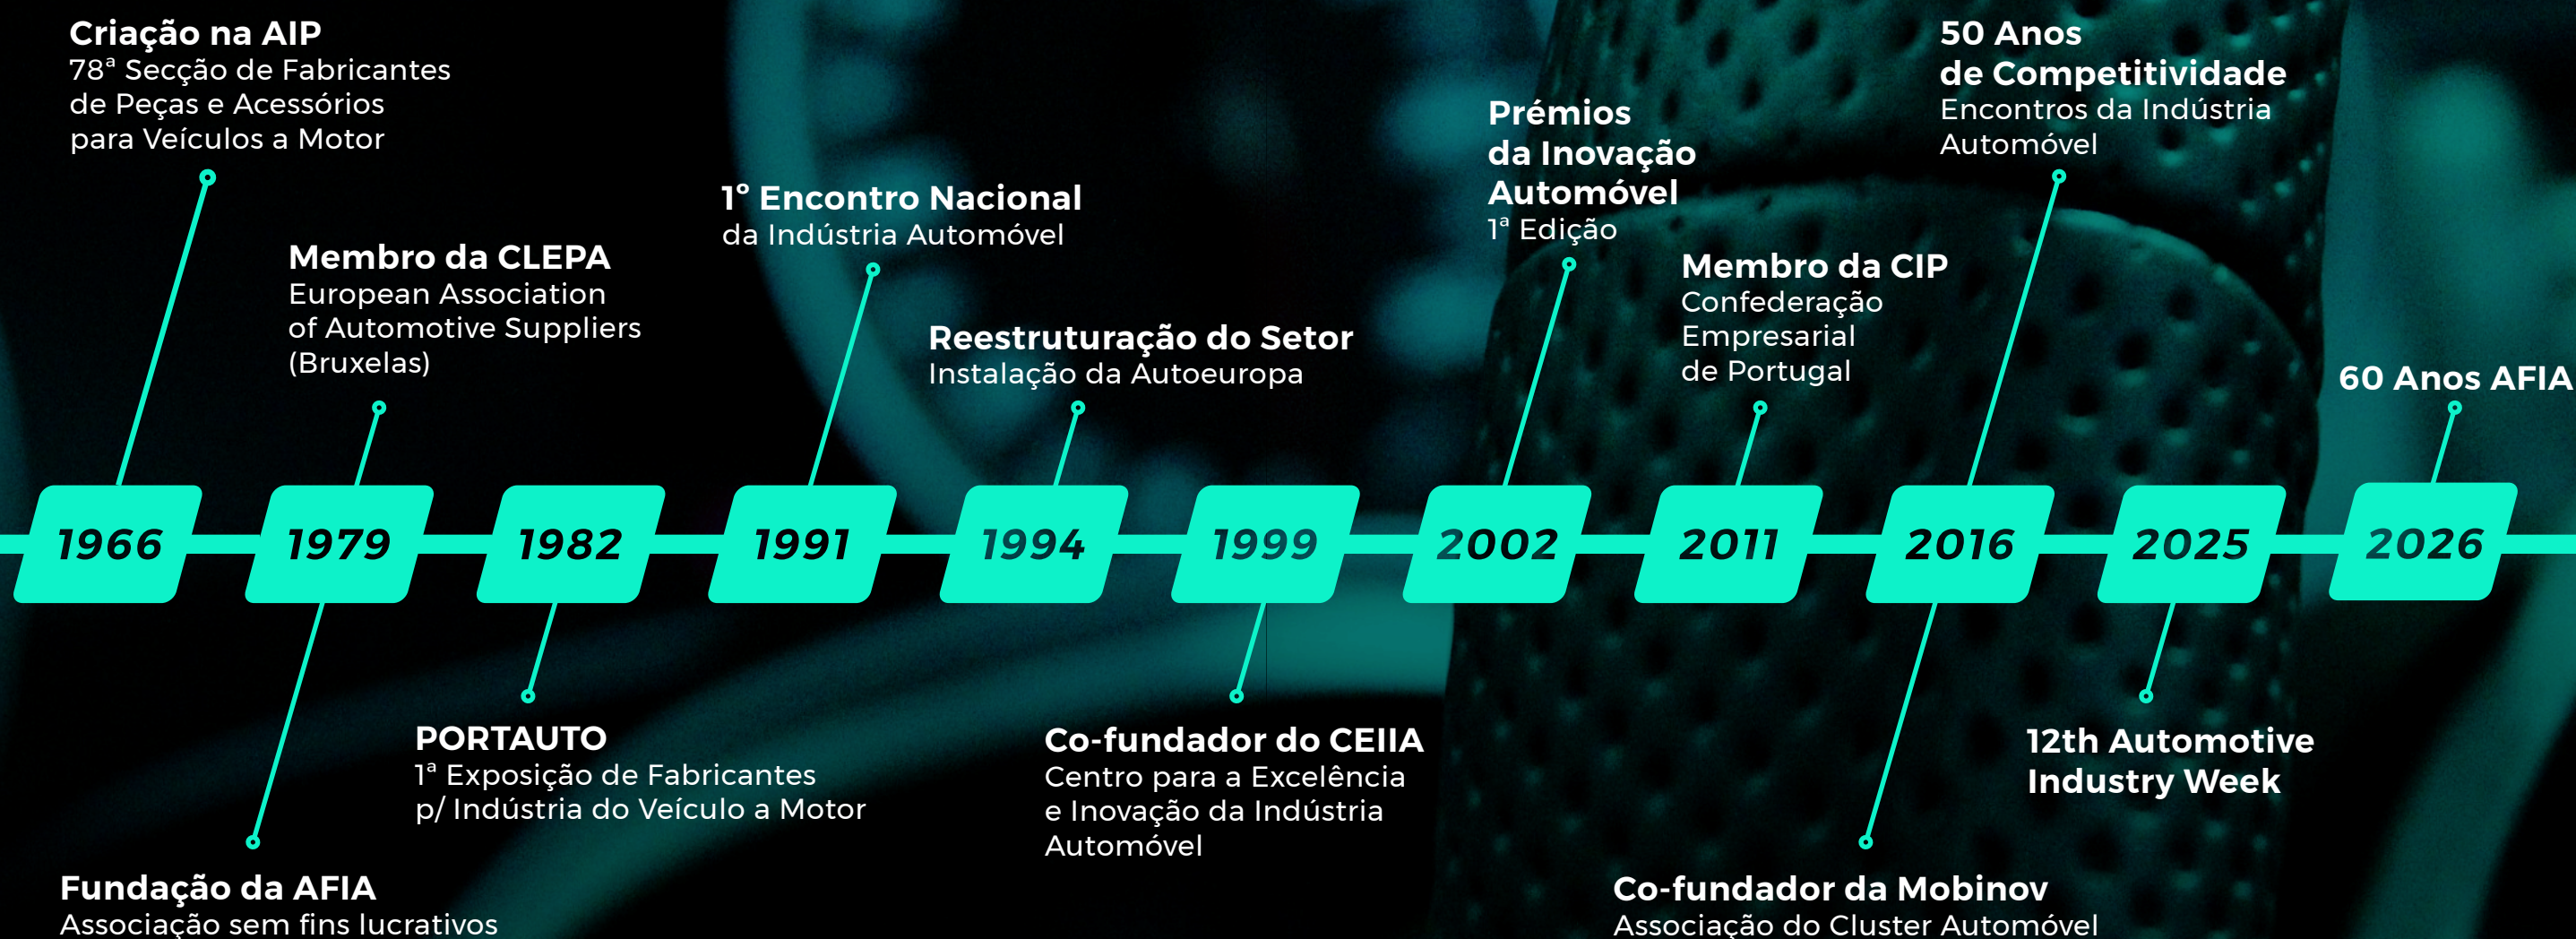 Criação na AIP
78ª Secção de Fabricantes
de Peças e Acessórios
para Veículos a Motor
Membro da CLEPA
European Association
of Automotive Suppliers
(Bruxelas)
1º Encontro Nacional
da Indústria Automóvel
Reestruturação do Setor
Instalação da Autoeuropa
Prémios
da Inovação
Automóvel
1ª Edição
Membro da CIP
Confederação
Empresarial
de Portugal
50 Anos
de Competitividade
Encontros da Indústria
Automóvel
60 Anos AFIA
1966
1979
1982
1991
1994
1999
2002
2011
2016
2025
2026
Fundação da AFIA
Associação sem fins lucrativos
PORTAUTO
1ª Exposição de Fabricantes
p/ Indústria do Veículo a Motor
Co-fundador do CEIIA
Centro para a Excelência
e Inovação da Indústria
Automóvel
Co-fundador da Mobinov
Associação do Cluster Automóvel
12th Automotive
Industry Week